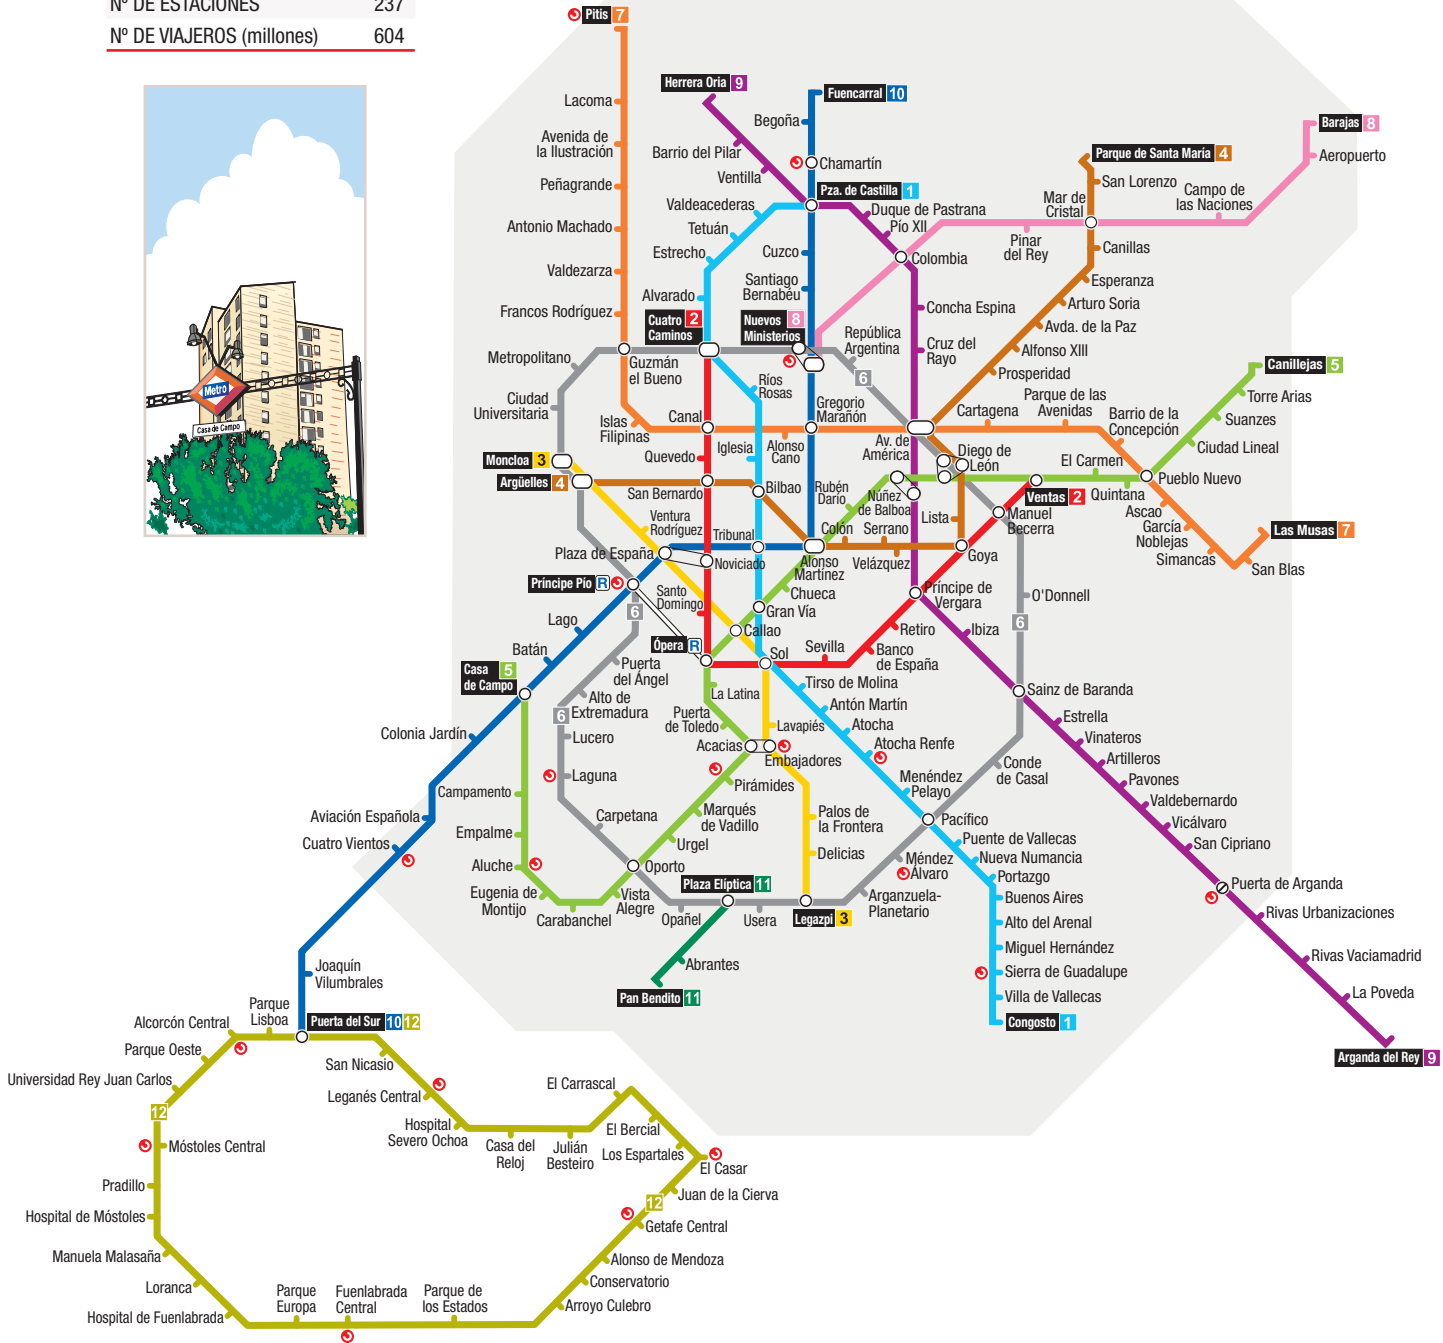 Nº DE ESTACIONES 237
Nº DE VIAJEROS (millones) 604
Pitis 7
Herrera Oria 9
Fuencarral 10
Lacoma
Begoña
Barajas 8
Avenida de
la Ilustración
Barrio del Pilar
Chamartín
Parque de Santa María 4
Aeropuerto
Ventilla
Peñagrande
Pza. de Castilla 1
San Lorenzo
Campo de
las Naciones
Valdeacederas
Duque de Pastrana
Mar de
Cristal
Antonio Machado
Tetuán
Pío XII
Pinar
del Rey
Estrecho
Cuzco
Colombia
Canillas
Valdezarza
Santiago
Bernabéu
Esperanza
Alvarado
Concha Espina
Arturo Soria
Francos Rodríguez
Cuatro 2
Caminos
Nuevos 8
Ministerios
República
Argentina
Avda. de la Paz
Cruz del
Rayo
Alfonso XIII
Metropolitano
Guzmán
el Bueno
6
Canillejas 5
Prosperidad
Ríos
Rosas
Ciudad
Universitaria
Torre Arias
Parque de las
Avenidas
Gregorio
Marañón
Cartagena
Barrio de la
Concepción
Suanzes
Islas
Filipinas
Canal
Iglesia
Alonso
Cano
Av. de
América
Diego de
León
Ciudad Lineal
Quevedo
El Carmen
Moncloa 3
Argüelles 4
San Bernardo
Bilbao
Rubén
Darío
Núñez
de Balboa
Ventas 2
Quintana
Pueblo Nuevo
Lista
Manuel
Becerra
Ascao
Ventura
Rodríguez
García
Noblejas
Las Musas 7
Tribunal
Colón
Serrano
Plaza de España
Noviciado
Alonso
Martínez
Velázquez
Goya
Simancas
San Blas
Príncipe Pío R
Santo
Domingo
Chueca
Príncipe de
Vergara
O'Donnell
6
Gran Vía
Lago
Callao
Retiro
Ibiza
6
Batán
Ópera R
Sol
Sevilla
Banco
de España
Casa 5
de Campo
Puerta
del Ángel
La Latina
Tirso de Molina
Sainz de Baranda
Alto de
Extremadura
Puerta
de Toledo
Antón Martín
Estrella
6
Lavapiés
Atocha
Vinateros
Colonia Jardín
Lucero
Acacias
Embajadores
Atocha Renfe
Artilleros
Laguna
Pirámides
Menéndez
Pelayo
Conde
de Casal
Pavones
Campamento
Valdebernardo
Aviación Española
Carpetana
Marqués
de Vadillo
Palos de
la Frontera
Pacífico
Vicálvaro
Empalme
Urgel
Puente de Vallecas
San Cipriano
Cuatro Vientos
Delicias
Nueva Numancia
Aluche
Oporto
Méndez
Álvaro
Portazgo
Puerta de Arganda
Eugenia de
Montijo
Vista
Alegre
Plaza Elíptica 11
Arganzuela-
Planetario
Buenos Aires
Carabanchel
Opañel
Usera
Legazpi 3
Rivas Urbanizaciones
Alto del Arenal
Abrantes
Miguel Hernández
Rivas Vaciamadrid
Joaquín
Vilumbrales
Sierra de Guadalupe
Pan Bendito 11
Villa de Vallecas
La Poveda
Parque
Lisboa
Congosto 1
Alcorcón Central
Puerta del Sur 10 12
Parque Oeste
Arganda del Rey 9
San Nicasio
Universidad Rey Juan Carlos
Leganés Central
El Carrascal
12
Hospital
Severo Ochoa
El Bercial
Móstoles Central
Casa del
Reloj
Julián
Besteiro
Los Espartales
El Casar
Pradillo
Juan de la Cierva
12
Hospital de Móstoles
Getafe Central
Manuela Malasaña
Alonso de Mendoza
Loranca
Conservatorio
Parque
Europa
Fuenlabrada
Central
Parque de
los Estados
Arroyo Culebro
Hospital de Fuenlabrada
Metro
Casa de Campo